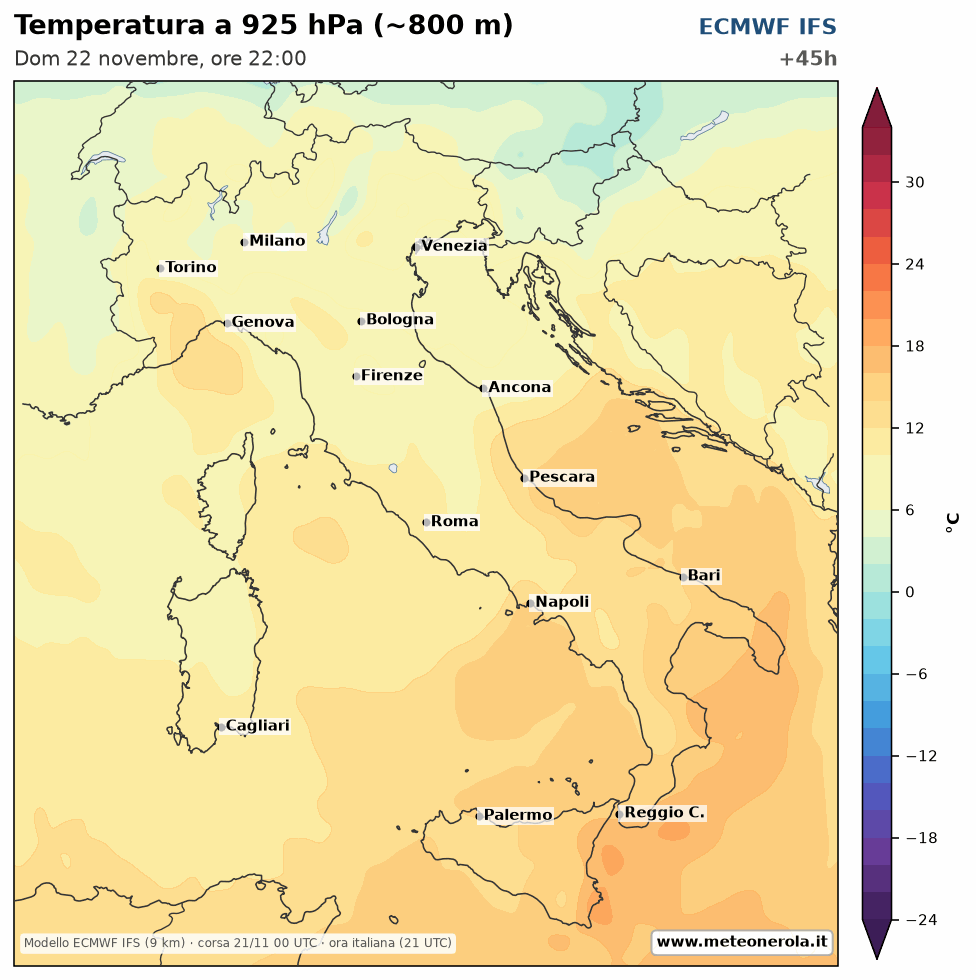 Temperatura a 925 hPa (~800 m)
ECMWF IFS
Dom 22 novembre, ore 22:00
+45h
Milano
Venezia
Torino
Genova
Bologna
Firenze
Ancona
Pescara
Roma
Bari
Napoli
Cagliari
Palermo
Reggio C.
30
24
18
12
6
0
−6
−12
−18
−24
°C
Modello ECMWF IFS (9 km) · corsa 21/11 00 UTC · ora italiana (21 UTC)
www.meteonerola.it